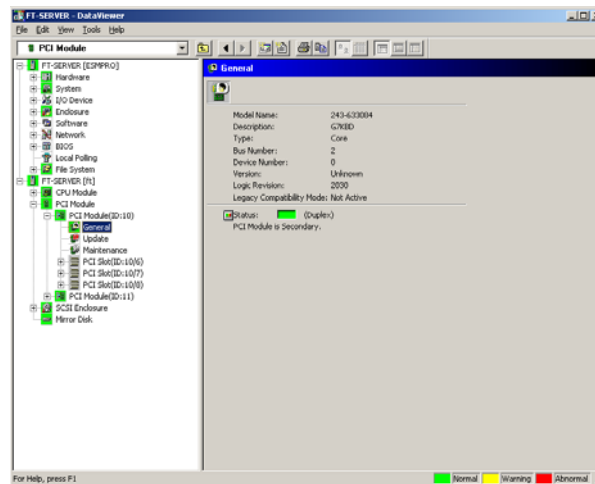 FT-SERVER - DataViewer
File Edit View Tools Help
PCI Module
FT-SERVER [ESMPRO]
Hardware
System
I/O Device
Enclosure
Software
Network
BIOS
Local Polling
File System
FT-SERVER [ft]
CPU Module
PCI Module
PCI Module(ID:10)
General
Update
Maintenance
PCI Slot(ID:10/6)
PCI Slot(ID:10/7)
PCI Slot(ID:10/8)
PCI Module(ID:11)
SCSI Enclosure
Mirror Disk
General
Model Name: 243-633084
Description: G7KBD
Type: Core
Bus Number: 2
Device Number: 0
Version: Unknown
Logic Revision: 2030
Legacy Compatibility Mode: Not Active
Status: (Duplex)
PCI Module is Secondary.
For Help, press F1
Normal Warning Abnormal